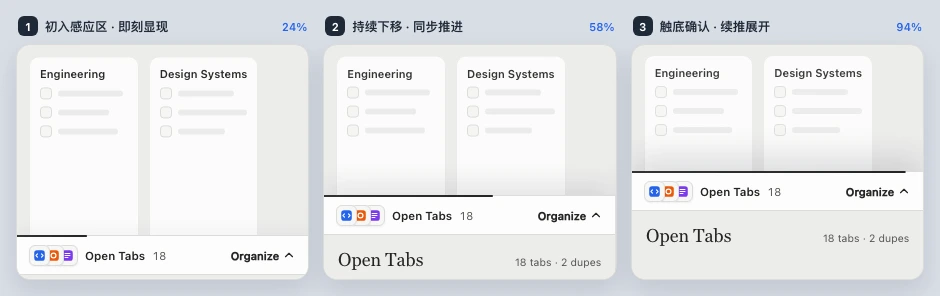 1 初入感应区 · 即刻显现 24%
Engineering Design Systems
Open Tabs 18 Organize
2 持续下移 · 同步推进 58%
Engineering Design Systems
Open Tabs 18 Organize
Open Tabs 18 tabs · 2 dupes
3 触底确认 · 续推展开 94%
Engineering Design Systems
Open Tabs 18 Organize
Open Tabs 18 tabs · 2 dupes